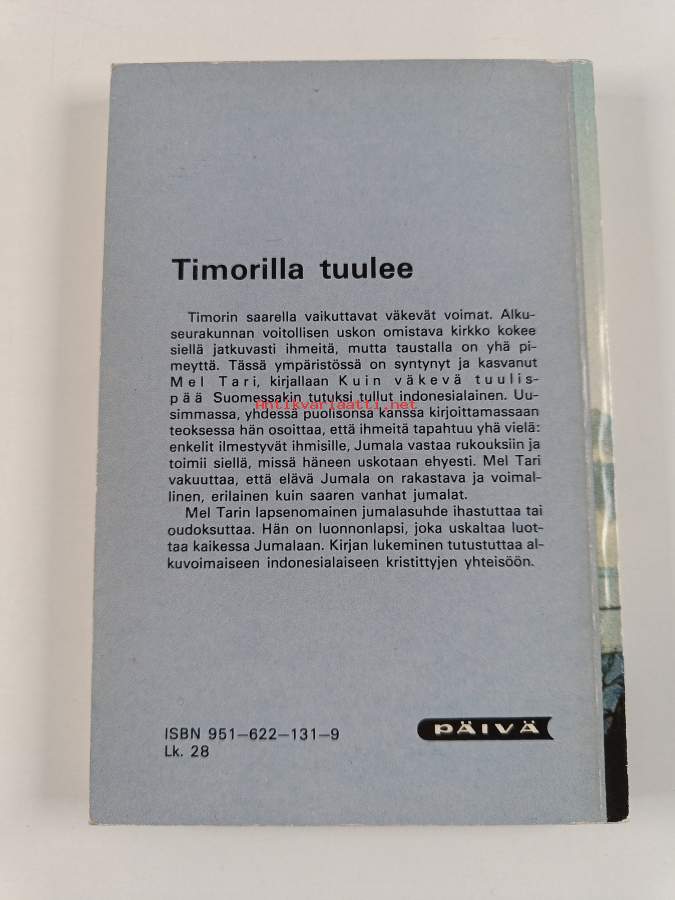 Timorilla tuulee
Timorin saarella vaikuttavat väkevät voimat. Alku-
seurakunnan voitollisen uskon omistava kirkko kokee
siellä jatkuvasti ihmeitä, mutta taustalla on yhä pi-
meyttä. Tässä ympäristössä on syntynyt ja kasvanut
Mel Tari, kirjallaan Kuin väkevä tuulis-
pää Suomessakin tutuksi tullut indonesialainen. Uu-
simmassa, yhdessä puolisonsa kanssa kirjoittamassaan
teoksessa hän osoittaa, että ihmeitä tapahtuu yhä vielä:
enkelit ilmestyvät ihmisille, Jumala vastaa rukouksiin ja
toimii siellä, missä häneen uskotaan ehyesti. Mel Tari
vakuuttaa, että elävä Jumala on rakastava ja voimal-
linen, erilainen kuin saaren vanhat jumalat.
Mel Tarin lapsenomainen jumalasuhde ihastuttaa tai
oudoksuttaa. Hän on luonnonlapsi, joka uskaltaa luot-
taa kaikessa Jumalaan. Kirjan lukeminen tutustuttaa al-
kuvoimaiseen indonesialaiseen kristittyjen yhteisöön.
Antikvariaatti.net
ISBN 951-622-131-9
Lk. 28
PÄIVÄ